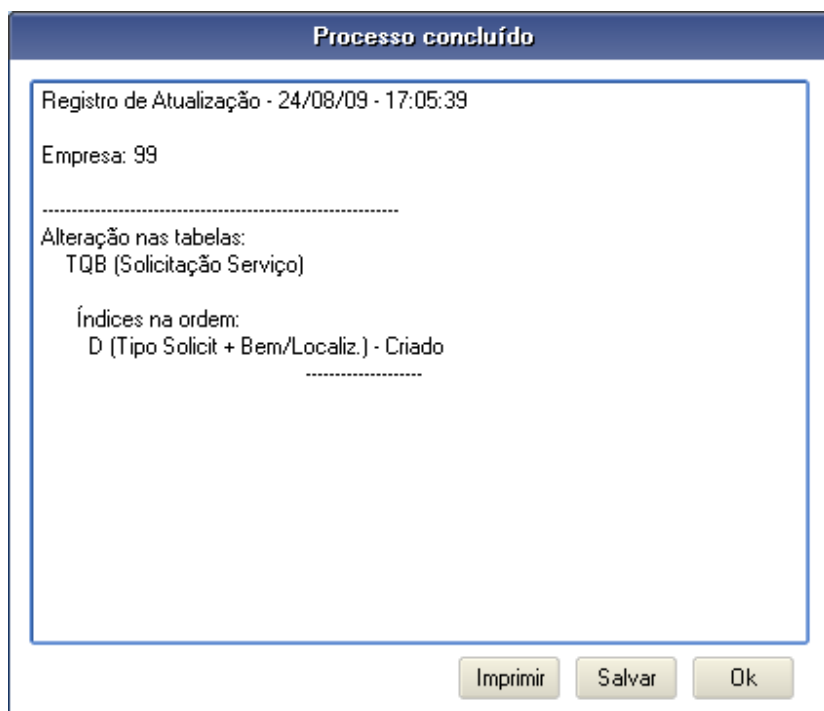 Processo concluído
Registro de Atualização - 24/08/09 - 17:05:39
Empresa: 99
-------------------------------------------------------------
Alteração nas tabelas:
TQB (Solicitação Serviço)
Índices na ordem:
D (Tipo Solicit + Bem/Localiz.) - Criado
--------------------
Imprimir Salvar Ok